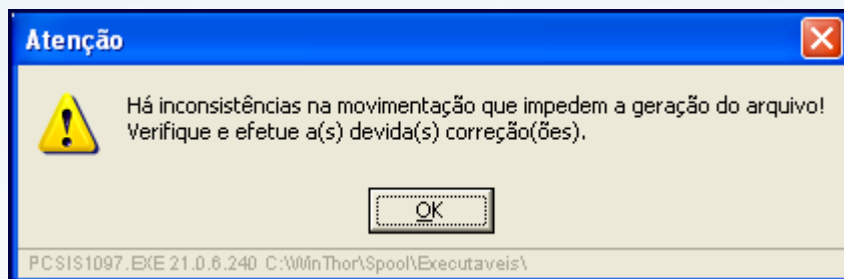 Atenção
Há inconsistências na movimentação que impedem a geração do arquivo!
Verifique e efetue a(s) devida(s) correção(ões).
OK
PCSIS1097.EXE 21.0.6.240 C:\WinThor\Spool\Executaveis\